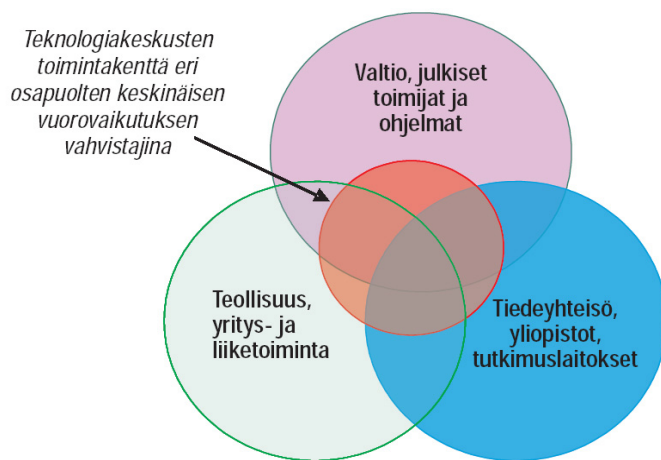 Teknologiakeskusten
toimintakenttä eri
osapuolten keskinäisen
vuorovaikutuksen
vahvistajina
Valtio, julkiset
toimijat ja
ohjelmat
Teollisuus,
yritys- ja
liiketoiminta
Tiedeyhteisö,
yliopistot,
tutkimuslaitokset